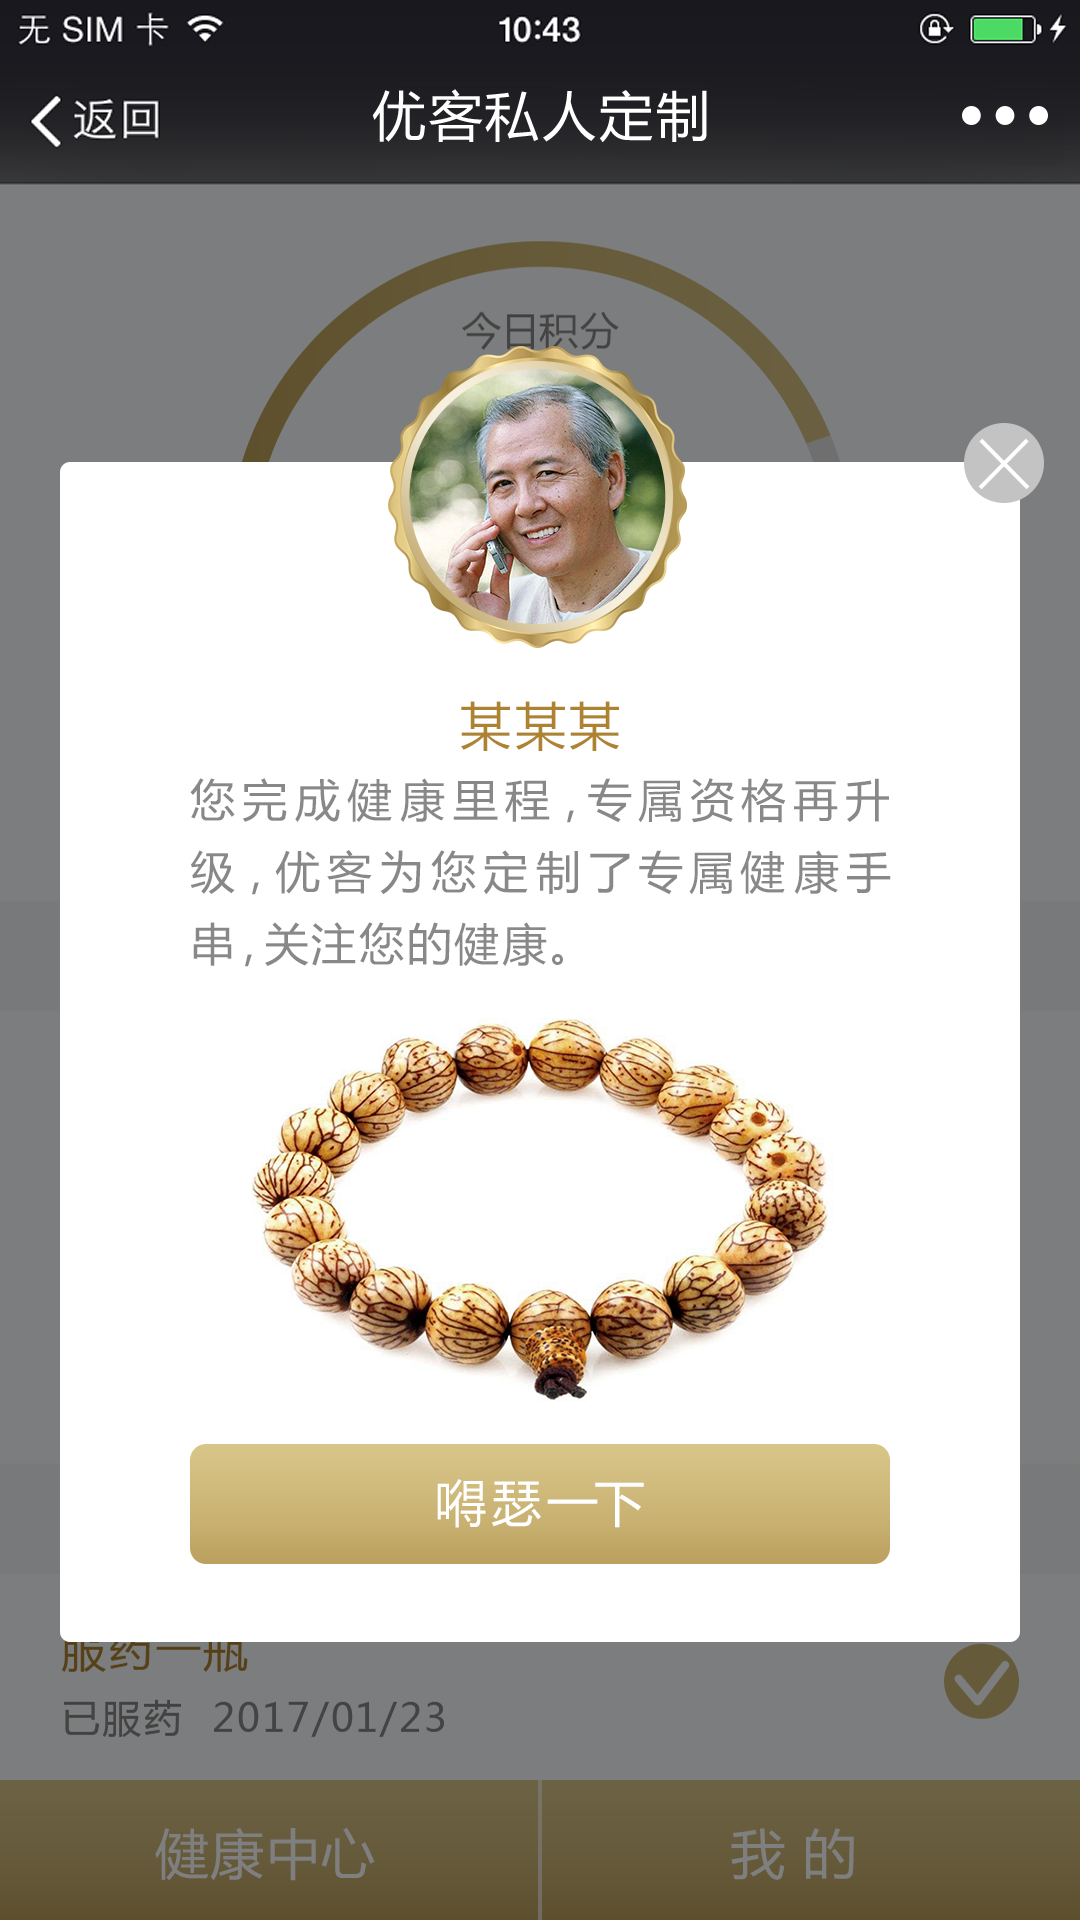 无 SIM 卡
10:43
返回
优客私人定制
今日积分
某某某
您完成健康里程,专属资格再升
级,优客为您定制了专属健康手
串,关注您的健康。
嘚瑟一下
服药一瓶
已服药 2017/01/23
健康中心
我 的